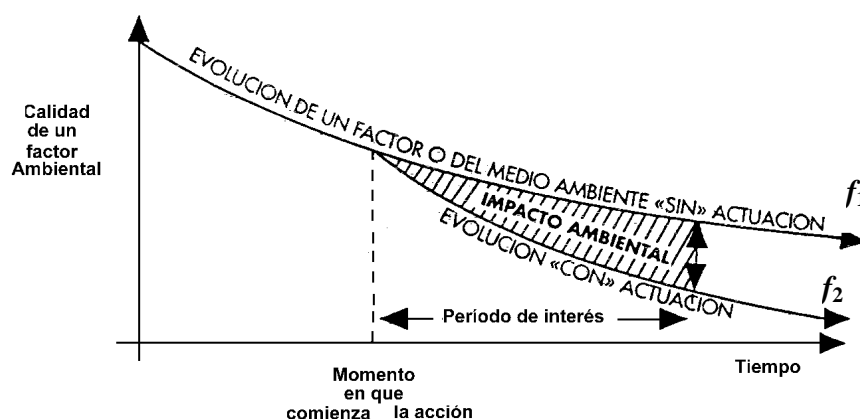 Calidad
de un
factor
Ambiental
EVOLUCION DE UN FACTOR O DEL MEDIO AMBIENTE «SIN» ACTUACION
IMPACTO AMBIENTAL
EVOLUCION «CON» ACTUACION
f1
f2
Período de interés
Tiempo
Momento
en que
comienza la acción